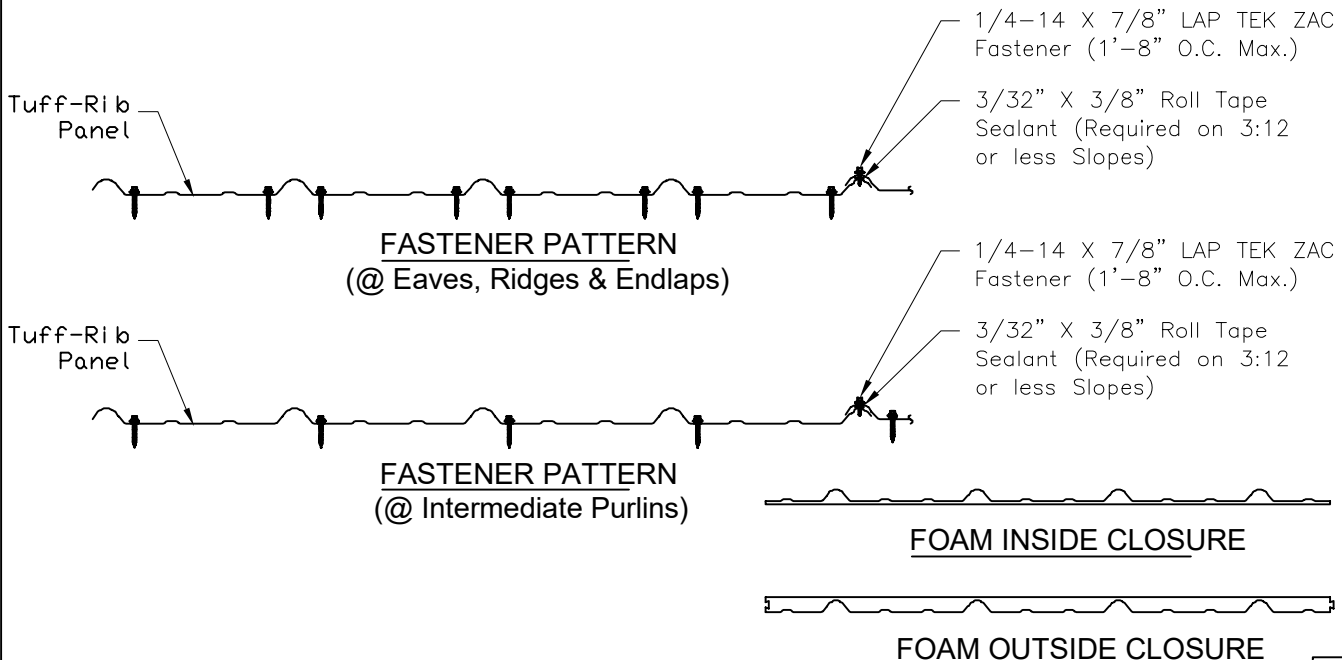 1/4-14 X 7/8" LAP TEK ZAC
Fastener (1'-8" O.C. Max.)
3/32" X 3/8" Roll Tape
Sealant (Required on 3:12
or less Slopes)
Tuff-Rib
Panel
FASTENER PATTERN
(@ Eaves, Ridges & Endlaps)
1/4-14 X 7/8" LAP TEK ZAC
Fastener (1'-8" O.C. Max.)
3/32" X 3/8" Roll Tape
Sealant (Required on 3:12
or less Slopes)
Tuff-Rib
Panel
FASTENER PATTERN
(@ Intermediate Purlins)
FOAM INSIDE CLOSURE
FOAM OUTSIDE CLOSURE